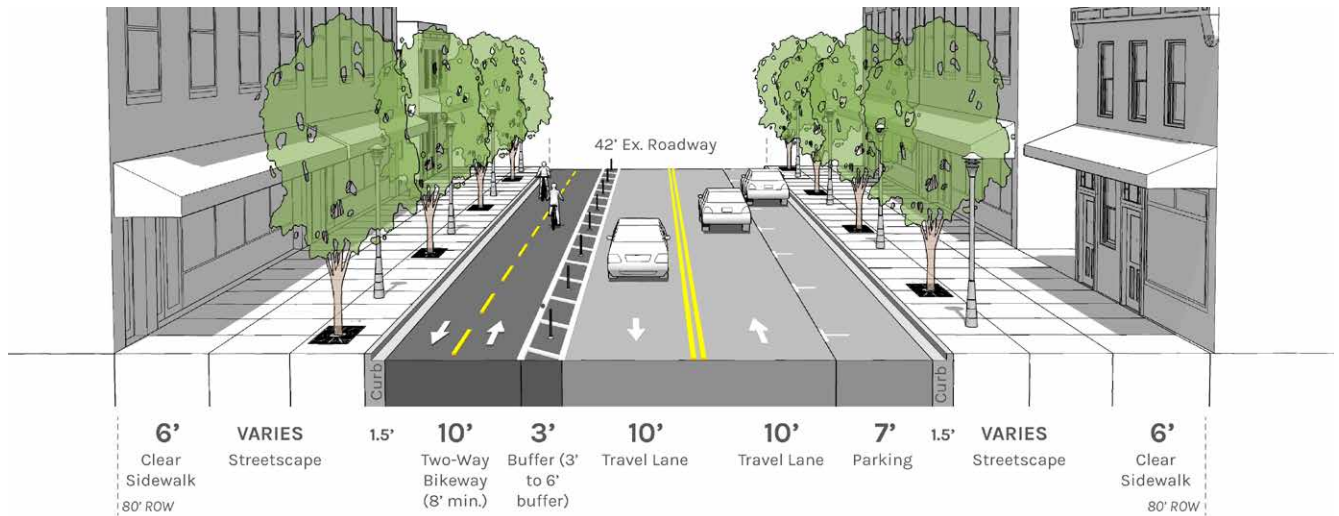 42' Ex. Roadway
Curb
Curb
6'
Clear
Sidewalk
80' ROW
VARIES
Streetscape
1.5'
10'
Two-Way
Bikeway
(8' min.)
3'
Buffer (3'
to 6'
buffer)
10'
Travel Lane
10'
Travel Lane
7'
Parking
1.5'
VARIES
Streetscape
6'
Clear
Sidewalk
80' ROW